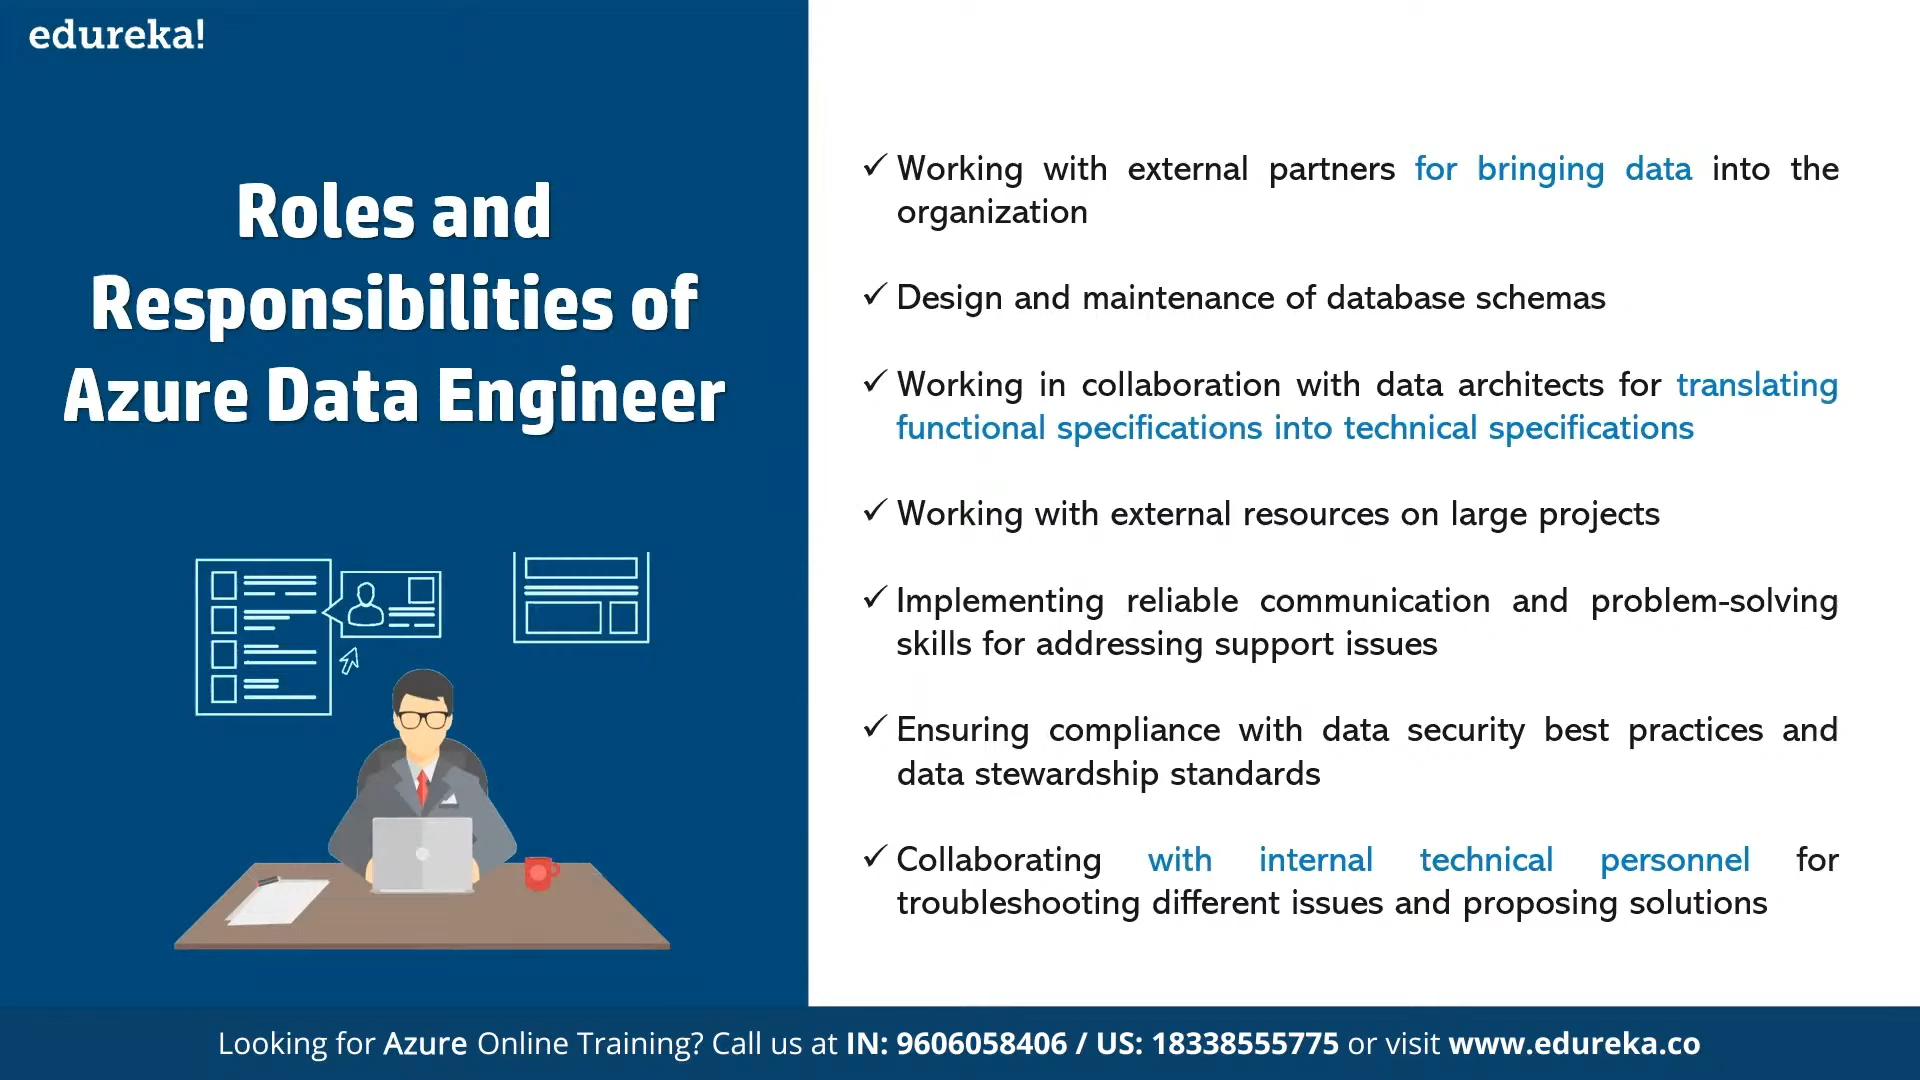 edureka!
Roles and
Responsibilities of
Azure Data Engineer
✓ Working with external partners for bringing data into the
organization
✓ Design and maintenance of database schemas
✓ Working in collaboration with data architects for translating
functional specifications into technical specifications
✓ Working with external resources on large projects
✓ Implementing reliable communication and problem-solving
skills for addressing support issues
✓ Ensuring compliance with data security best practices and
data stewardship standards
✓ Collaborating with internal technical personnel for
troubleshooting different issues and proposing solutions
Looking for Azure Online Training? Call us at IN: 9606058406 / US: 18338555775 or visit www.edureka.co